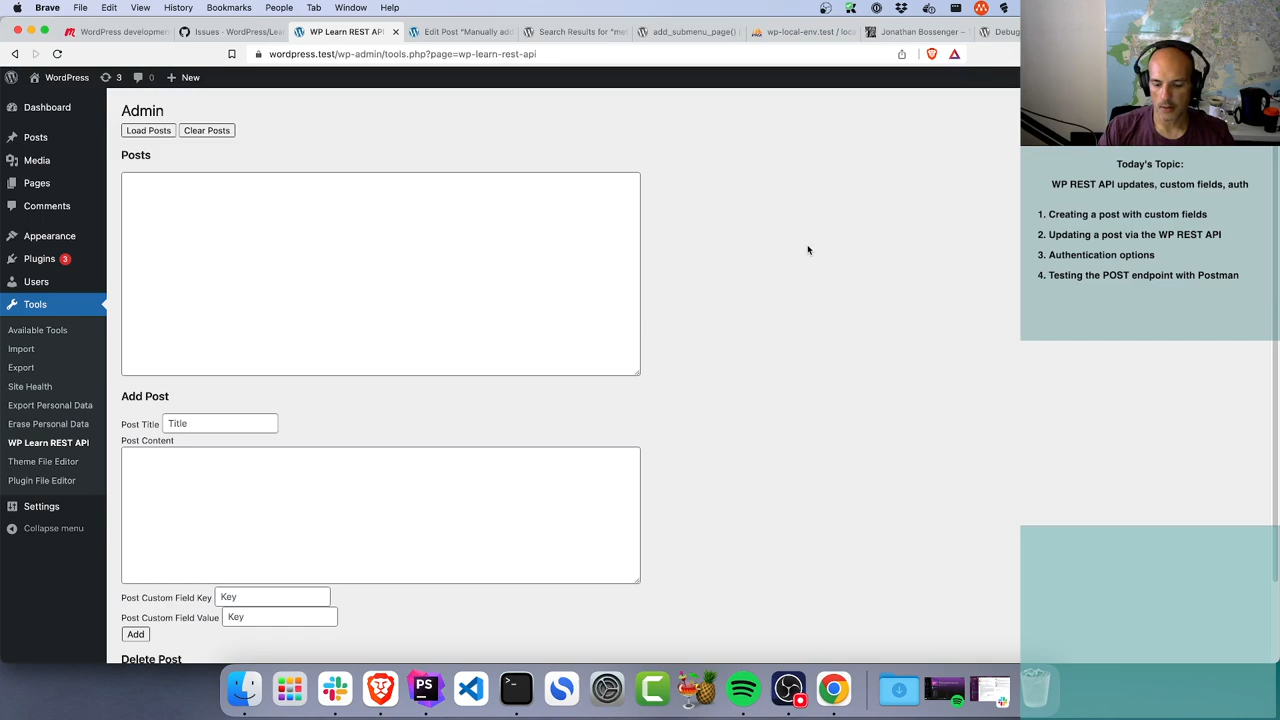 Brave File Edit View History Bookmarks People Tab Window Help
WordPress developmen
Issues · WordPress/Lea
WP Learn REST API
Edit Post "Manually add
Search Results for "met
add_submenu_page()
wp-local-env.test / loca
Jonathan Bossenger –
Debug
wordpress.test/wp-admin/tools.php?page=wp-learn-rest-api
WordPress 3 0 New
Dashboard
Posts
Media
Pages
Comments
Appearance
Plugins 3
Users
Tools
Available Tools
Import
Export
Site Health
Export Personal Data
Erase Personal Data
WP Learn REST API
Theme File Editor
Plugin File Editor
Settings
Collapse menu
Admin
Load Posts Clear Posts
Posts
Add Post
Post Title Title
Post Content
Post Custom Field Key Key
Post Custom Field Value Key
Add
Delete Post
Today's Topic:
WP REST API updates, custom fields, auth
1. Creating a post with custom fields
2. Updating a post via the WP REST API
3. Authentication options
4. Testing the POST endpoint with Postman
PS